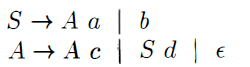 S → A a | b
A → A c | S d | ϵ